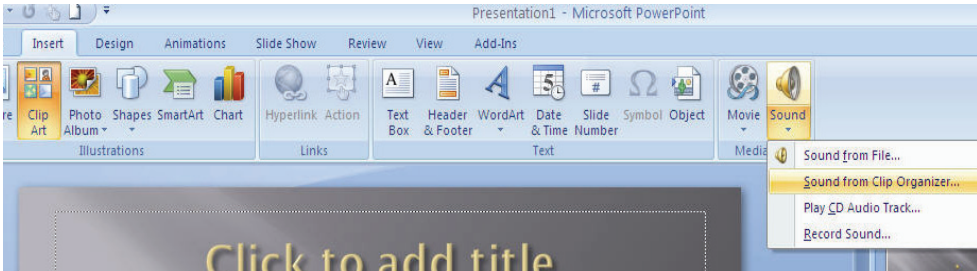 Presentation1 - Microsoft PowerPoint
Insert Design Animations Slide Show Review View Add-Ins
re Clip Art Photo Album Shapes SmartArt Chart Hyperlink Action Text Box Header & Footer WordArt Date & Time Slide Number Symbol Object Movie Sound
Illustrations Links Text Media
Sound from File...
Sound from Clip Organizer...
Play CD Audio Track...
Record Sound...
Click to add title